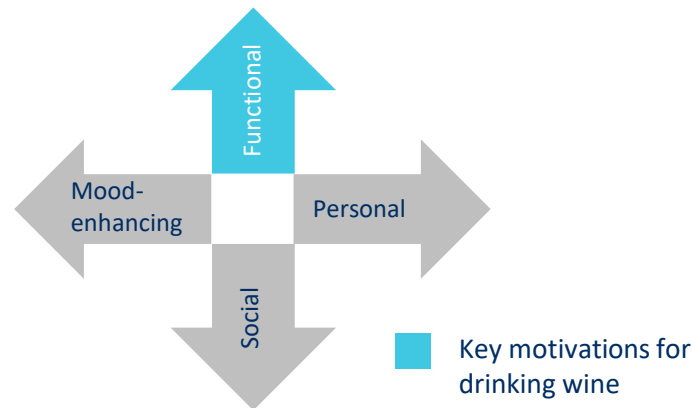 Functional
Mood-
enhancing
Personal
Social
Key motivations for
drinking wine